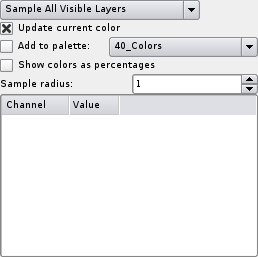 Sample All Visible Layers
Update current color
Add to palette: 40_Colors
Show colors as percentages
Sample radius: 1
Channel Value